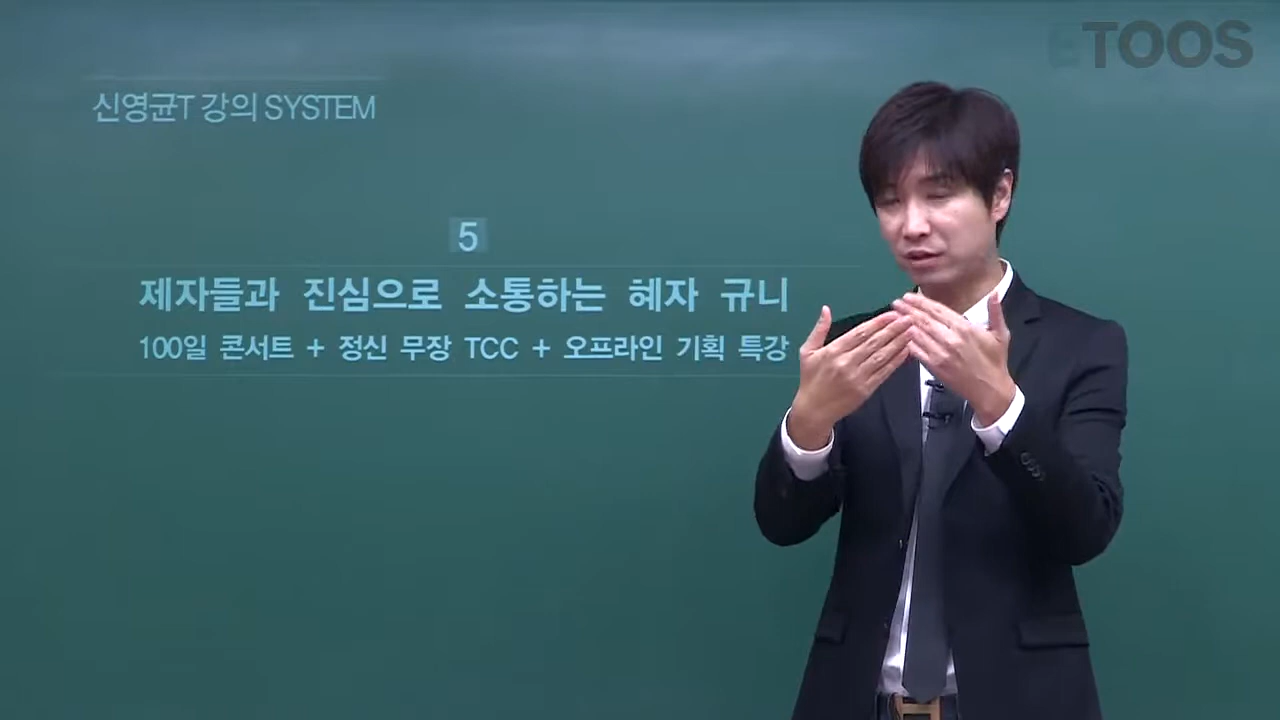 ETOOS
신영균T 강의 SYSTEM
5
제자들과 진심으로 소통하는 혜자 규니
100일 콘서트 + 정신 무장 TCC + 오프라인 기획 특강